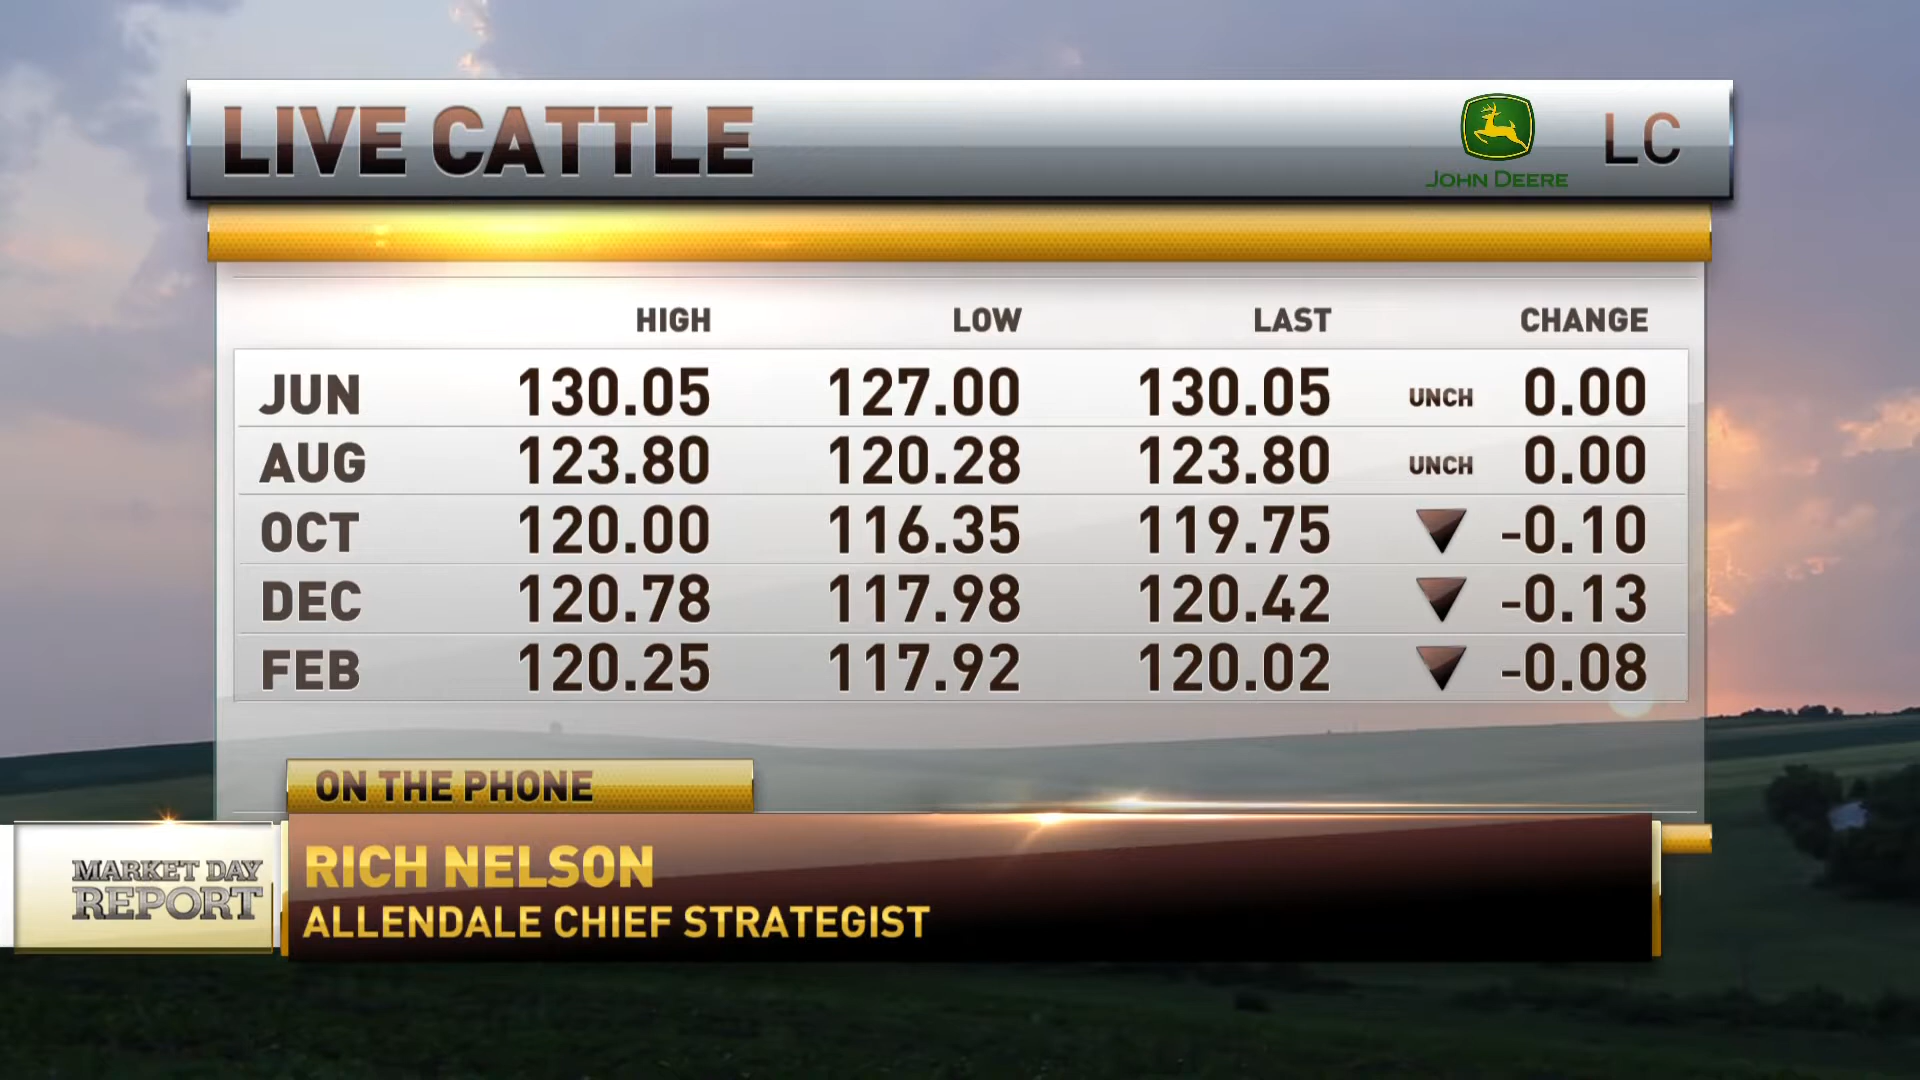 LIVE CATTLE
JOHN DEERE
LC
HIGH LOW LAST CHANGE
JUN 130.05 127.00 130.05 UNCH 0.00
AUG 123.80 120.28 123.80 UNCH 0.00
OCT 120.00 116.35 119.75 -0.10
DEC 120.78 117.98 120.42 -0.13
FEB 120.25 117.92 120.02 -0.08
ON THE PHONE
MARKET DAY
REPORT
RICH NELSON
ALLENDALE CHIEF STRATEGIST